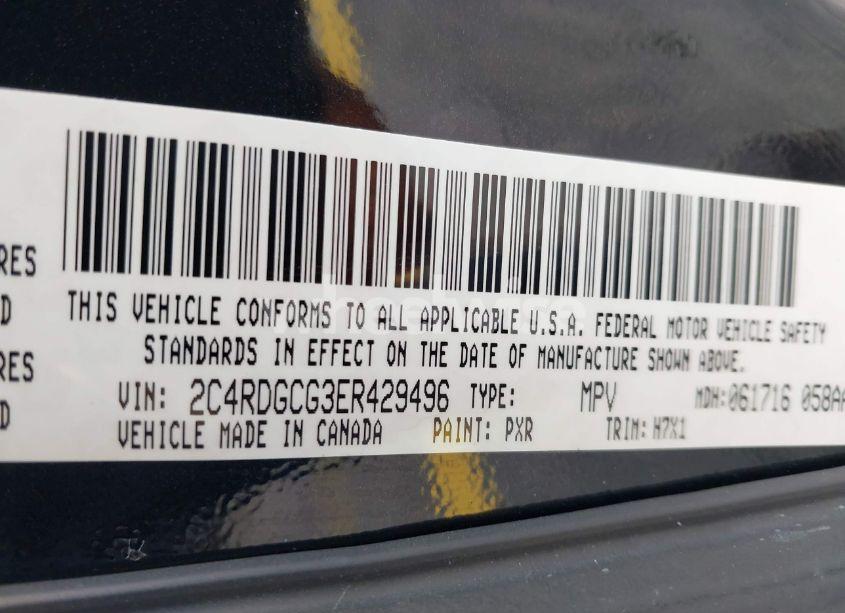 RES
D
RES
D
THIS VEHICLE CONFORMS TO ALL APPLICABLE U.S.A. FEDERAL MOTOR VEHICLE SAFETY
STANDARDS IN EFFECT ON THE DATE OF MANUFACTURE SHOWN ABOVE.
VIN: 2C4RDGCG3ER429496 TYPE: MPV MDH:061716 058AA
VEHICLE MADE IN CANADA PAINT: PXR TRIM: H7X1